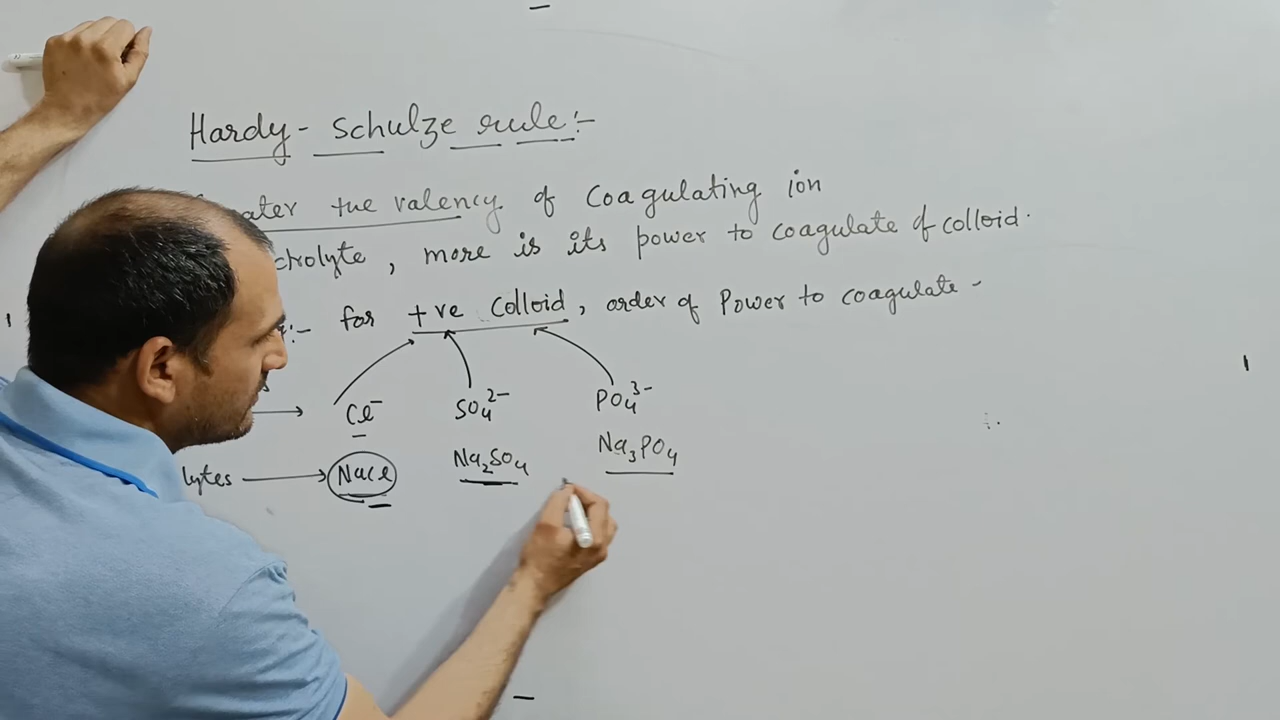 Hardy - Schulze rule:-
ater the valency of Coagulating ion
ctrolyte, more is its power to coagulate of colloid.
:- for +ve Colloid, order of Power to coagulate -
Cl⁻ SO₄²⁻ PO₄³⁻
lytes → NaCl Na₂SO₄ Na₃PO₄